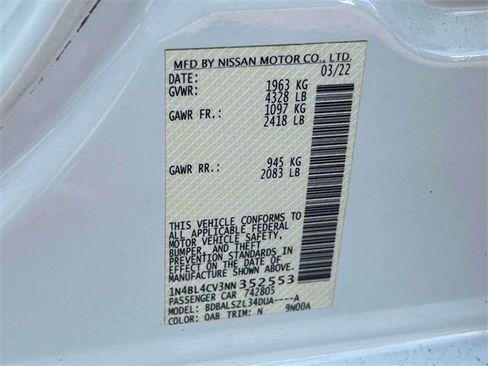 MFD BY NISSAN MOTOR CO., LTD.
DATE: 03/22
GVWR: 1963 KG
4328 LB
GAWR FR.: 1097 KG
2418 LB
GAWR RR.: 945 KG
2083 LB
THIS VEHICLE CONFORMS TO
ALL APPLICABLE FEDERAL
MOTOR VEHICLE SAFETY,
BUMPER, AND THEFT
PREVENTION STANDARDS IN
EFFECT ON THE DATE OF
MANUFACTURE SHOWN ABOVE.
1N4BL4CV3NN352553
PASSENGER CAR 742805
MODEL: BDBALSZL34DUA----A
COLOR: QAB TRIM: N 9N00A